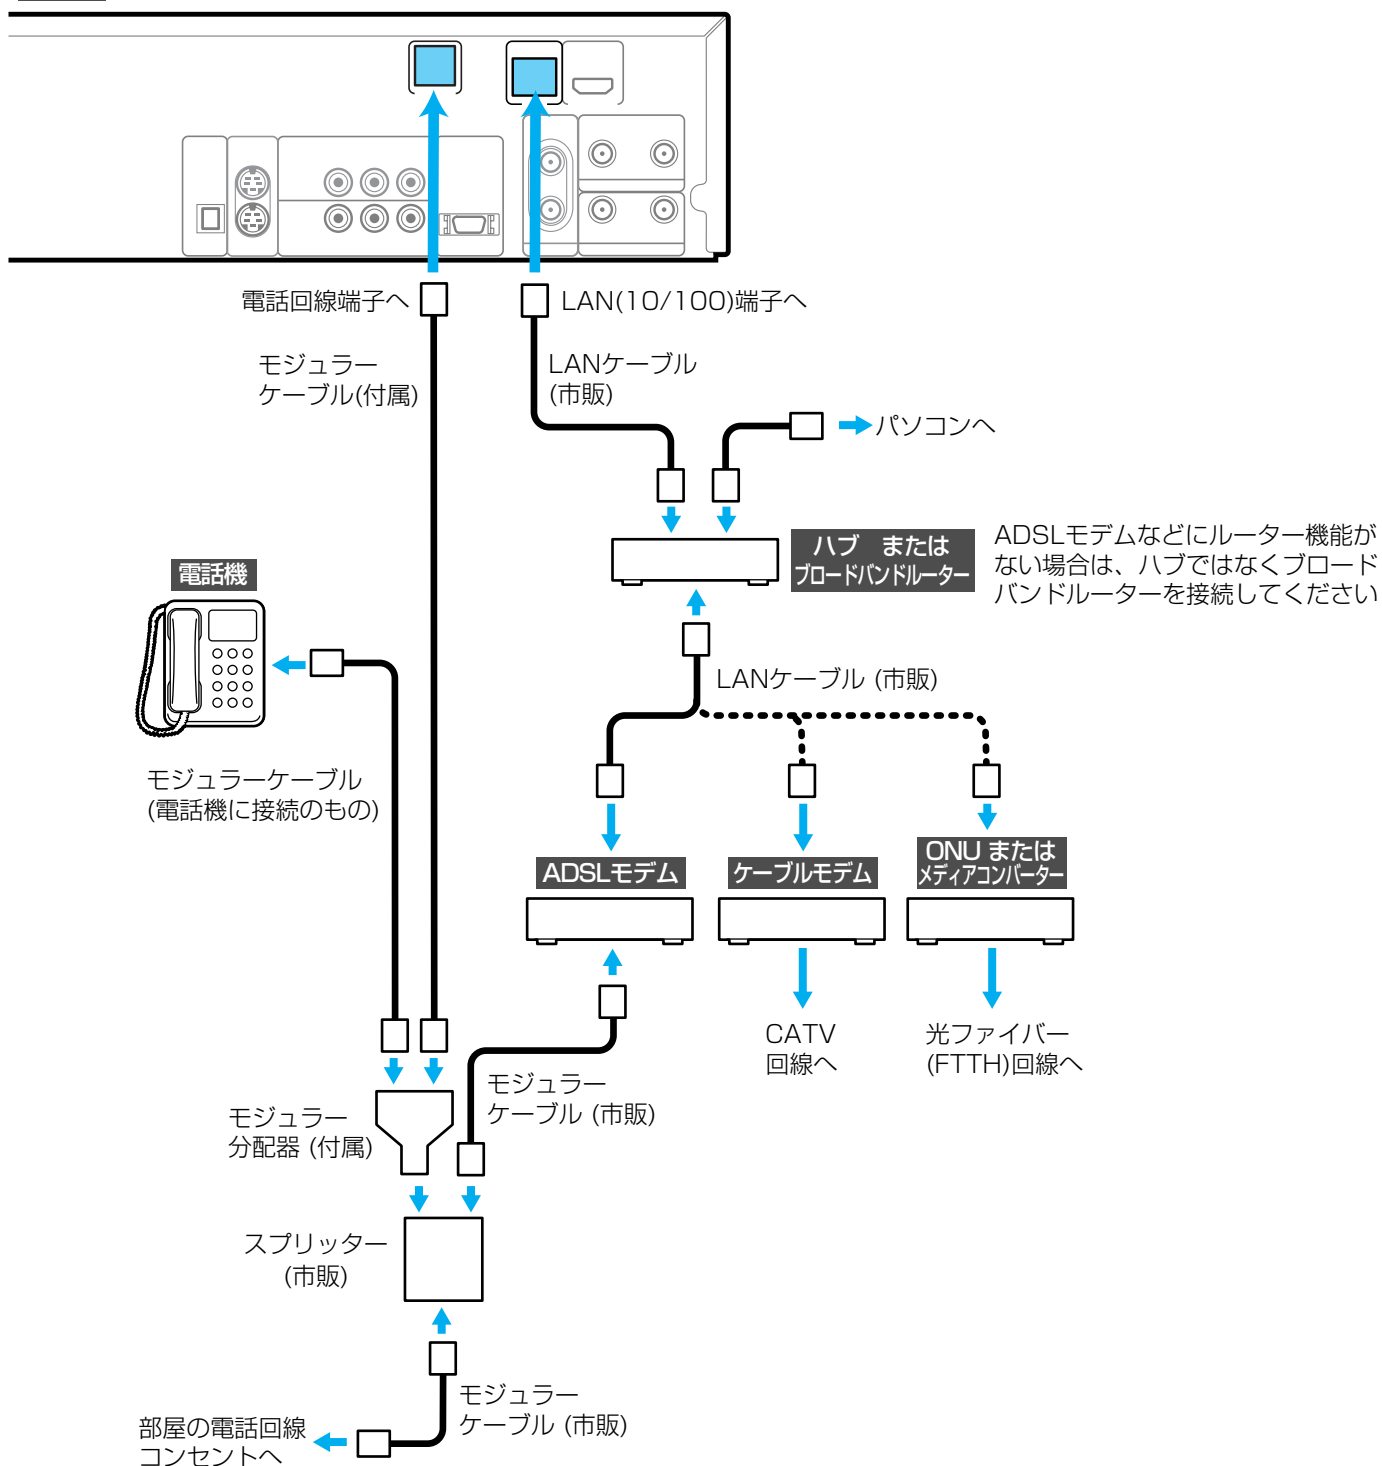 電話回線端子へ
LAN(10/100)端子へ
モジュラー
ケーブル(付属)
LANケーブル
(市販)
パソコンへ
ハブ または
ブロードバンドルーター
ADSLモデムなどにルーター機能が
ない場合は、ハブではなくブロード
バンドルーターを接続してください
電話機
LANケーブル (市販)
モジュラーケーブル
(電話機に接続のもの)
ADSLモデム
ケーブルモデム
ONU または
メディアコンバーター
CATV
回線へ
光ファイバー
(FTTH)回線へ
モジュラー
ケーブル (市販)
モジュラー
分配器 (付属)
スプリッター
(市販)
モジュラー
ケーブル (市販)
部屋の電話回線
コンセントへ